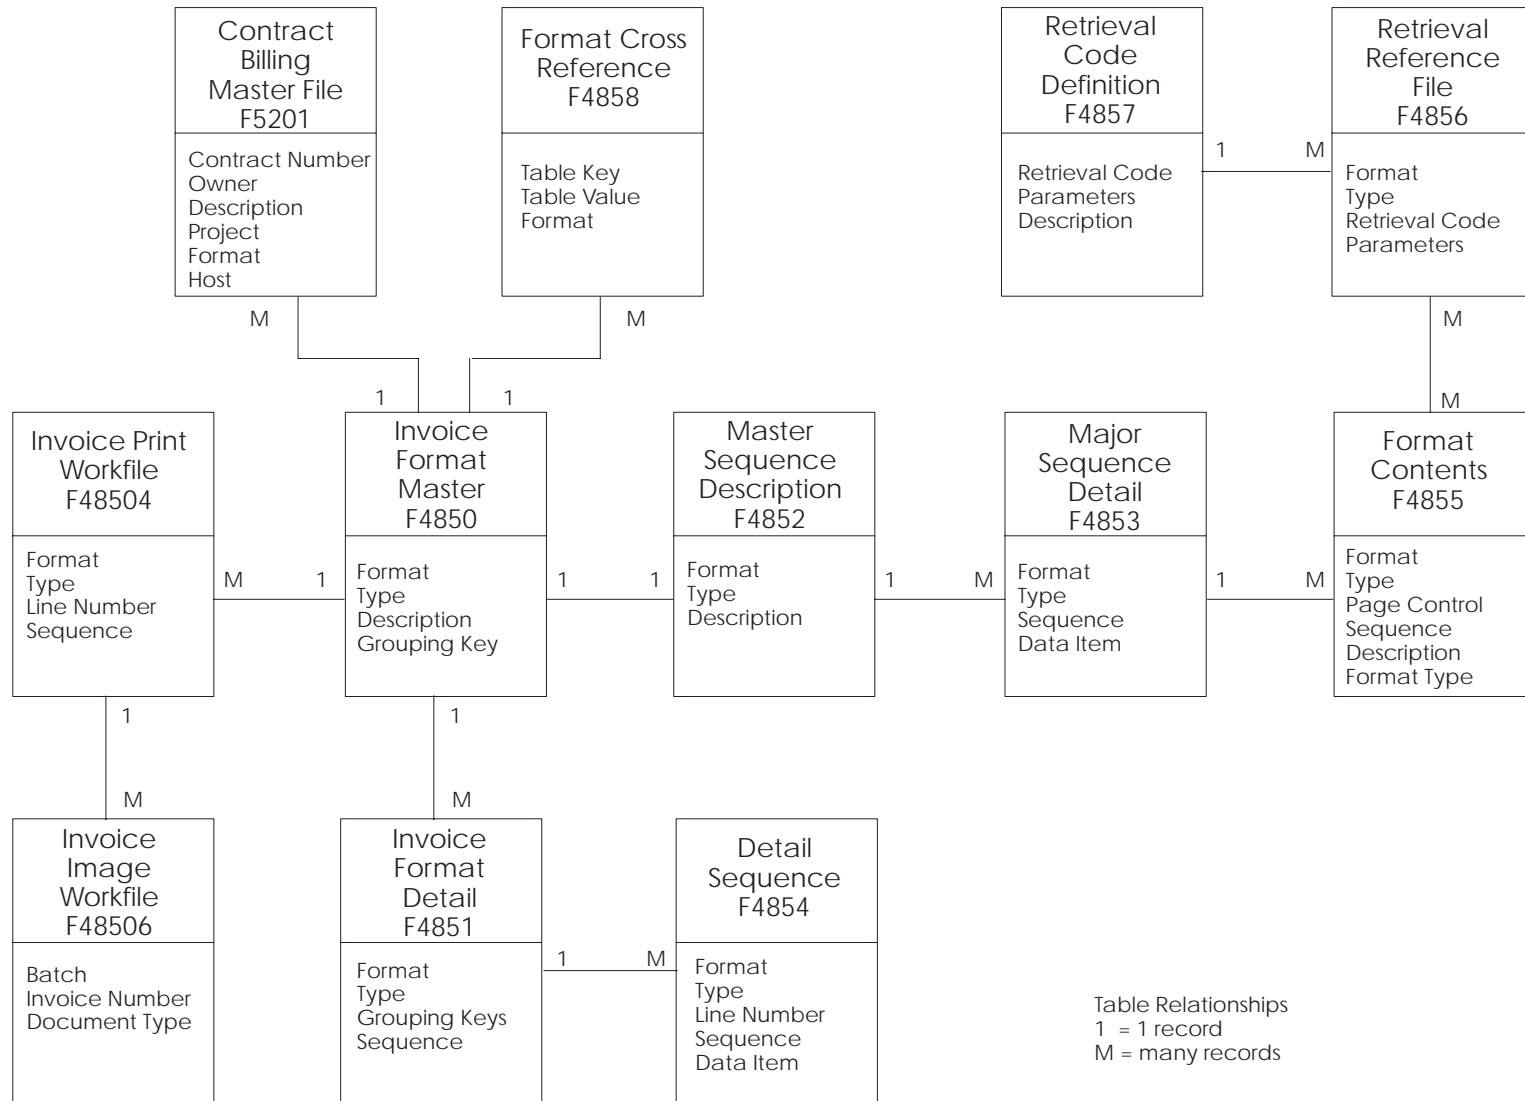 Contract
Billing
Master File
F5201
Contract Number
Owner
Description
Project
Format
Host
Format Cross
Reference
F4858
Table Key
Table Value
Format
Retrieval
Code
Definition
F4857
Retrieval Code
Parameters
Description
1
M
Retrieval
Reference
File
F4856
Format
Type
Retrieval Code
Parameters
M
M
M
M
1
1
Invoice Print
Workfile
F48504
Format
Type
Line Number
Sequence
M
1
Invoice
Format
Master
F4850
Format
Type
Description
Grouping Key
1
1
Master
Sequence
Description
F4852
Format
Type
Description
1
M
Major
Sequence
Detail
F4853
Format
Type
Sequence
Data Item
1
M
Format
Contents
F4855
Format
Type
Page Control
Sequence
Description
Format Type
1
M
1
M
Invoice
Image
Workfile
F48506
Batch
Invoice Number
Document Type
Invoice
Format
Detail
F4851
Format
Type
Grouping Keys
Sequence
1
M
Detail
Sequence
F4854
Format
Type
Line Number
Sequence
Data Item
Table Relationships
1 = 1 record
M = many records